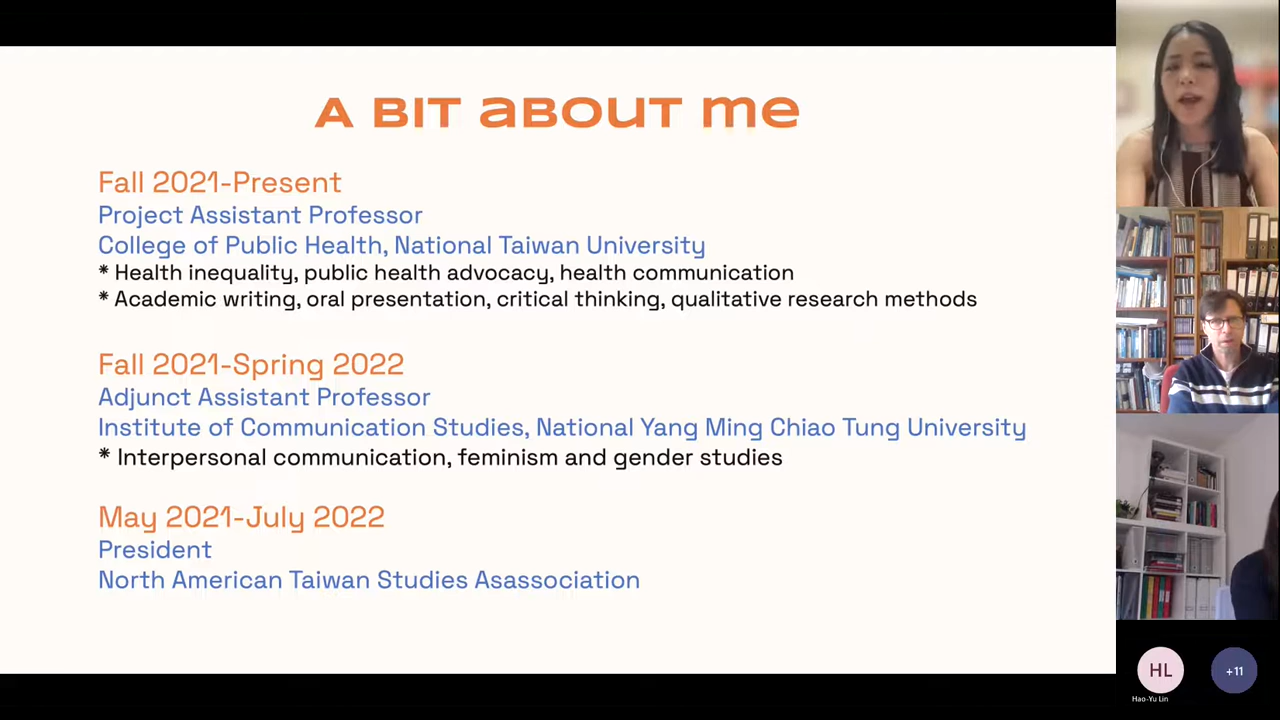 A BIT aBOUT me
Fall 2021-Present
Project Assistant Professor
College of Public Health, National Taiwan University
* Health inequality, public health advocacy, health communication
* Academic writing, oral presentation, critical thinking, qualitative research methods
Fall 2021-Spring 2022
Adjunct Assistant Professor
Institute of Communication Studies, National Yang Ming Chiao Tung University
* Interpersonal communication, feminism and gender studies
May 2021-July 2022
President
North American Taiwan Studies Asassociation
HL
+11
Hao-Yu Lin